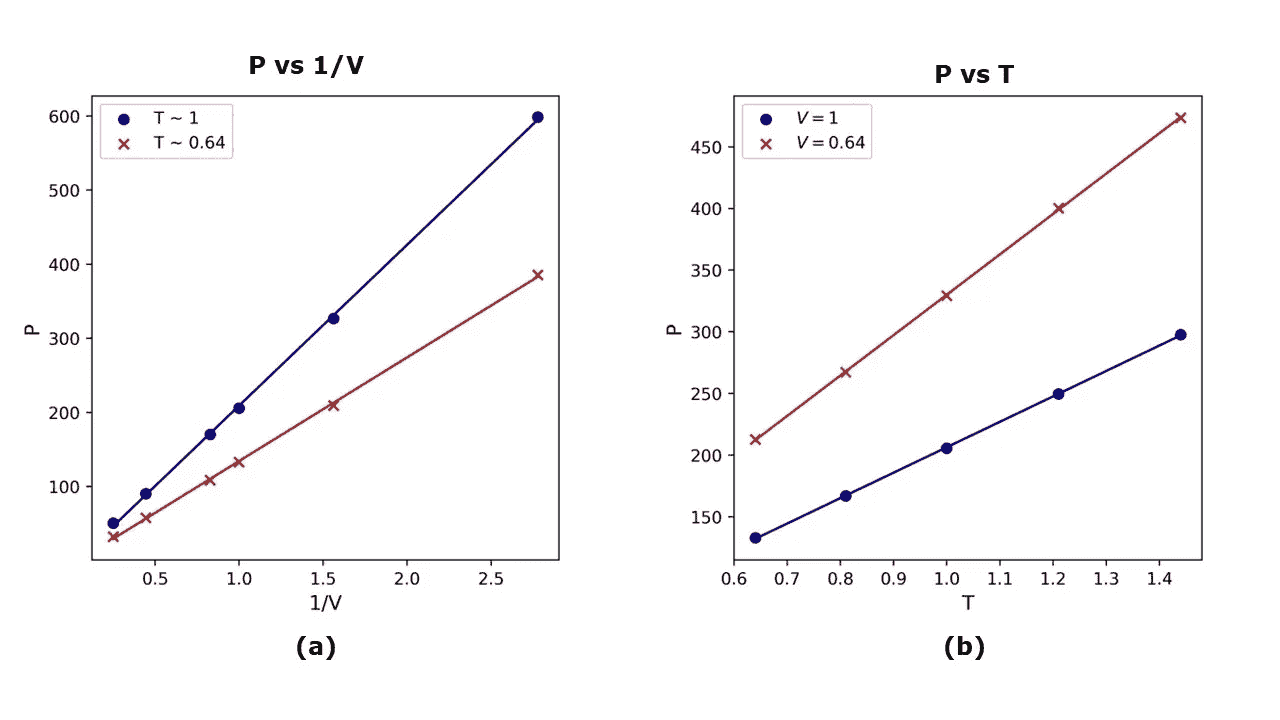 P vs 1/V
T ~ 1
T ~ 0.64
600
500
400
300
200
100
P
0.5 1.0 1.5 2.0 2.5
1/V
(a)
P vs T
V = 1
V = 0.64
450
400
350
300
250
200
150
P
0.6 0.7 0.8 0.9 1.0 1.1 1.2 1.3 1.4
T
(b)